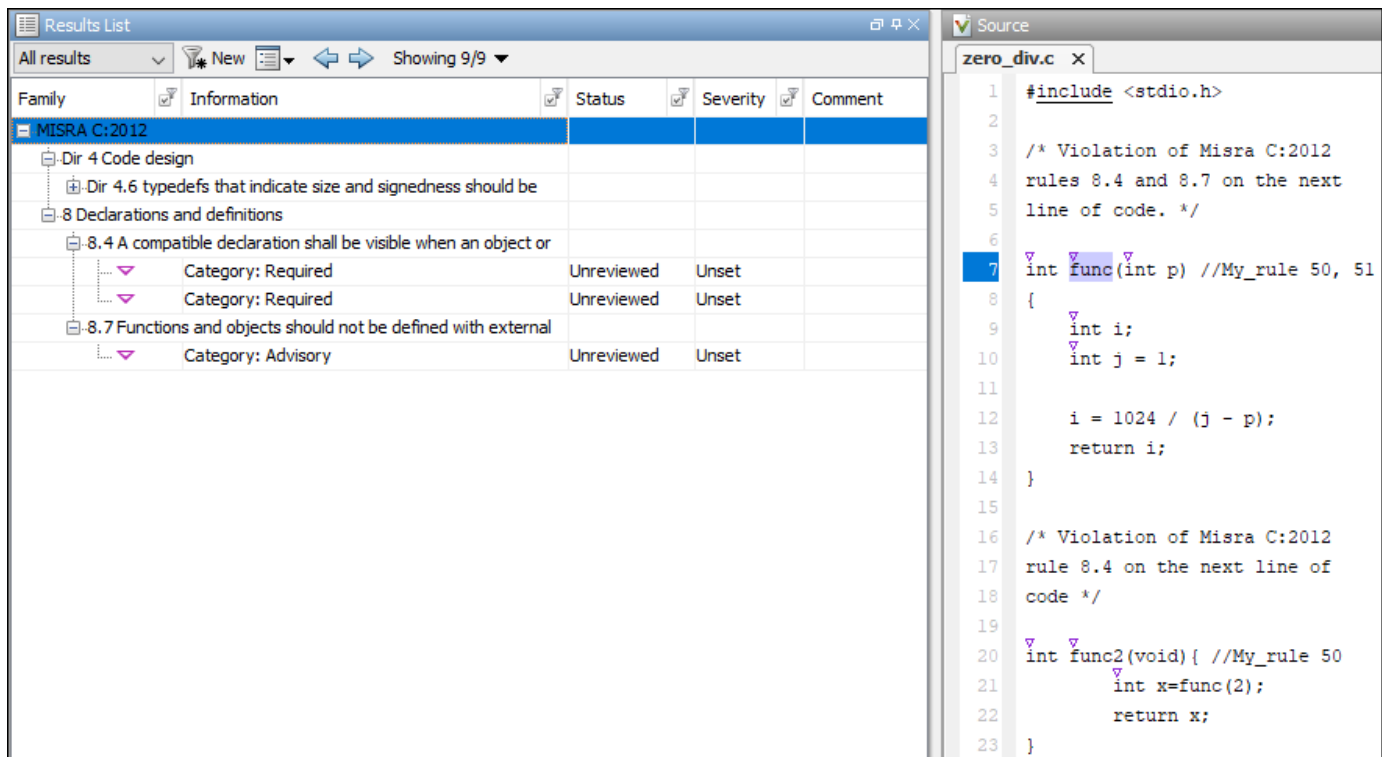 Results List
All results New Showing 9/9
Family Information Status Severity Comment
MISRA C:2012
Dir 4 Code design
Dir 4.6 typedefs that indicate size and signedness should be
8 Declarations and definitions
8.4 A compatible declaration shall be visible when an object or
Category: Required Unreviewed Unset
Category: Required Unreviewed Unset
8.7 Functions and objects should not be defined with external
Category: Advisory Unreviewed Unset
Source
zero_div.c X
1 #include <stdio.h>
2
3 /* Violation of Misra C:2012
4 rules 8.4 and 8.7 on the next
5 line of code. */
6
7 int func(int p) //My_rule 50, 51
8 {
9 int i;
10 int j = 1;
11
12 i = 1024 / (j - p);
13 return i;
14 }
15
16 /* Violation of Misra C:2012
17 rule 8.4 on the next line of
18 code */
19
20 int func2(void){ //My_rule 50
21 int x=func(2);
22 return x;
23 }